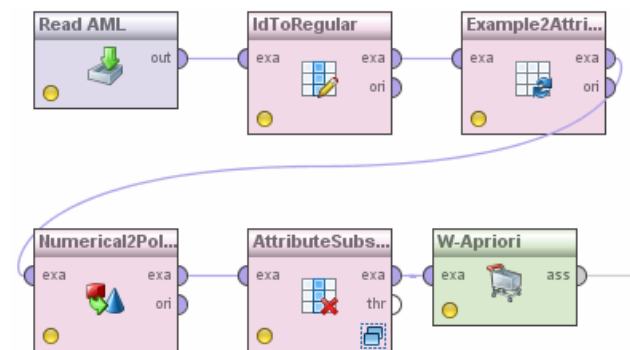 Read AML
out
IdToRegular
exa exa
ori
Example2Attri...
exa exa
ori
Numerical2Pol...
exa exa
ori
AttributeSubs...
exa exa
thr
W-Apriori
exa ass